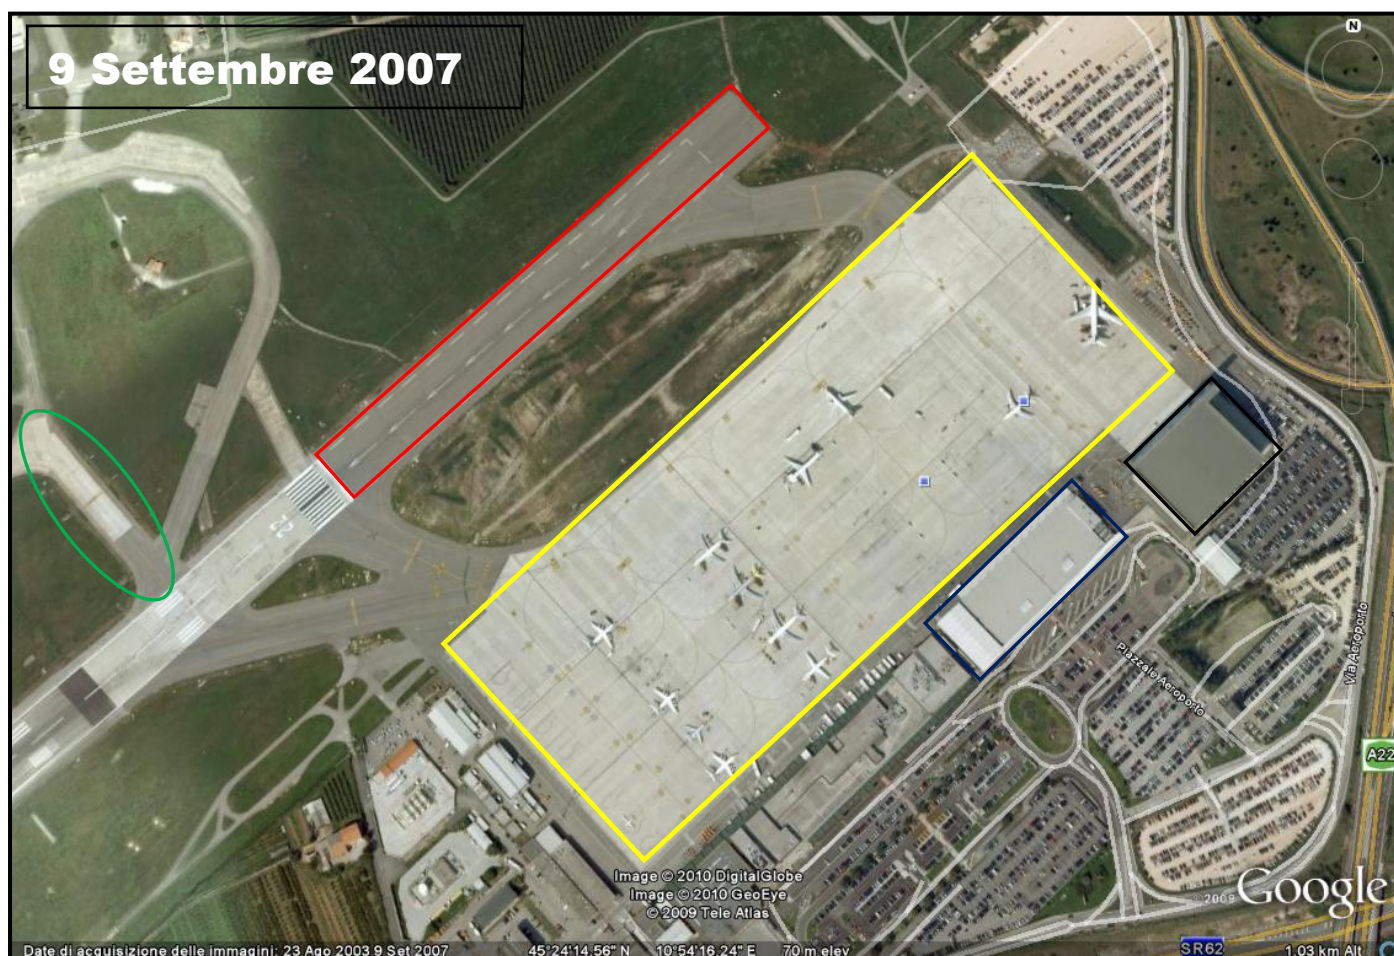 9 Settembre 2007
N
22
Piazzale Aeroporto
Via Aeroporto
A22
Image © 2010 DigitalGlobe
Image © 2010 GeoEye
© 2009 Tele Atlas
©2009 Google
Date di acquisizione delle immagini: 23 Ago 2003 9 Set 2007 45°24'14.56" N 10°54'16.24" E 70 m elev SR62 1.03 km Alt